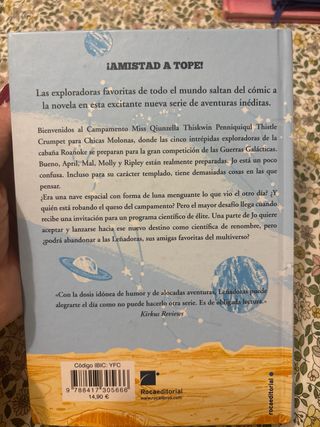 ¡AMISTAD A TOPE!
Las exploradoras favoritas de todo el mundo saltan del cómic a
la novela en esta excitante nueva serie de aventuras inéditas.
Bienvenidos al Campamento Miss Qiunzella Thiskwin Penniquiqul Thistle
Crumpet para Chicas Molonas, donde las cinco intrépidas exploradoras de la
cabaña Roanoke se preparan para la gran competición de las Guerras Galácticas.
Bueno, April, Mal, Molly y Ripley están realmente preparadas. Jo está un poco
confusa. Incluso para su carácter templado, tiene demasiadas cosas en las que
pensar.
¿Era una nave espacial con forma de luna menguante lo que vio el otro día? ¿Y
quién está robando el queso del campamento? Pero el mayor desafío llega cuando
recibe una invitación para un programa científico de élite. Una parte de Jo quiere
aceptar y lanzarse hacia ese nuevo destino como científica de renombre, pero
¿podrá abandonar a las Leñadoras, sus amigas favoritas del multiverso?
«Con la dosis idónea de humor y de alocadas aventuras, Leñadoras puede
alegrarte el día como no puede hacerlo otra serie. Es de obligada lectura.»
Kirkus Reviews
Código IBIC: YFC
9 788417 305666
14,90 €
Rocaeditorial
www.rocalibros.com